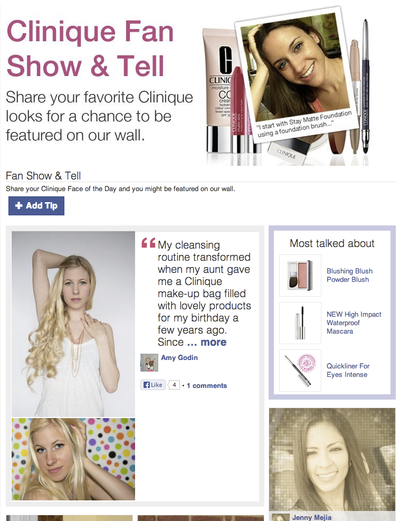 Clinique Fan
Show & Tell
Share your favorite Clinique
looks for a chance to be
featured on our wall.
CLINIQUE
"I start with Stay Matte Foundation
using a foundation brush..."
Fan Show & Tell
Share your Clinique Face of the Day and you might be featured on our wall.
+ Add Tip
“ My cleansing
routine transformed
when my aunt gave
me a Clinique
make-up bag filled
with lovely products
for my birthday a
few years ago.
Since ... more
Amy Godin
Like 4 • 1 comments
Most talked about
Blushing Blush
Powder Blush
NEW High Impact
Waterproof
Mascara
Quickliner For
Eyes Intense
Jenny Mejia